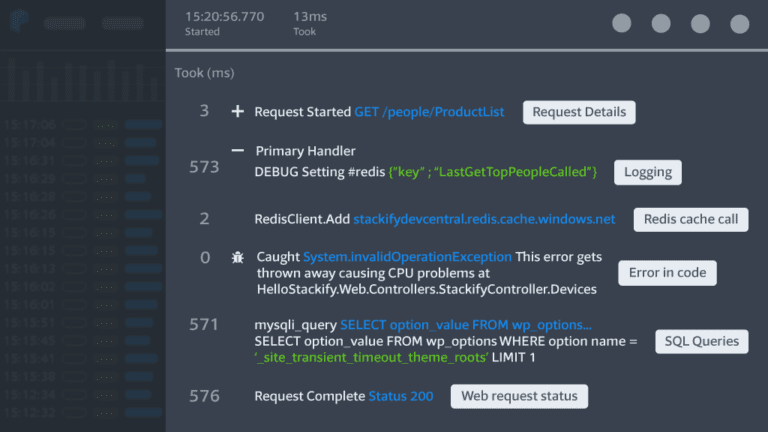 15:20:56.770
Started
13ms
Took
Took (ms)
3
Request Started GET /people/ProductList
Request Details
573
Primary Handler
DEBUG Setting #redis {"key" ; "LastGetTopPeopleCalled"}
Logging
2
RedisClient.Add stackifydevcentral.redis.cache.windows.net
Redis cache call
0
Caught System.invalidOperationException This error gets
thrown away causing CPU problems at
HelloStackify.Web.Controllers.StackifyController.Devices
Error in code
571
mysqli_query SELECT option_value FROM wp_options...
SELECT option_value FROM wp_options WHERE option name =
‘_site_transient_timeout_theme_roots’ LIMIT 1
SQL Queries
576
Request Complete Status 200
Web request status
15:17:06
15:17:04
15:16:31
15:16:29
15:16:28
15:16:26
15:16:15
15:16:15
15:16:13
15:16:02
15:16:01
15:15:51
15:15:45
15:15:41
15:15:38
15:12:34
15:12:32